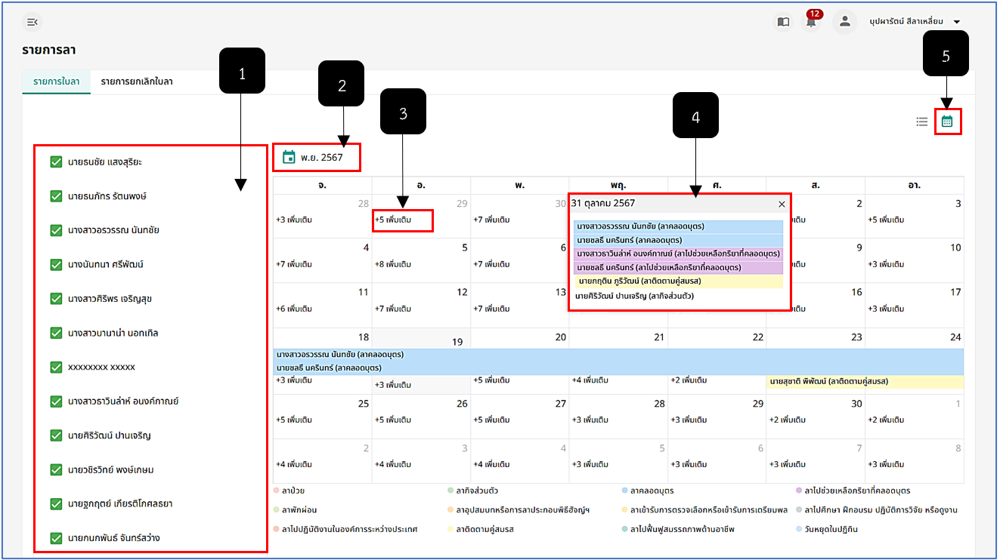 12
บุปผารัตน์ สีลาเหลี่ยม
รายการลา
รายการใบลา
รายการยกเลิกใบลา
1
2
3
4
5
นายธนชัย แสงสุริยะ
นายธนภัทร รัตนพงษ์
นางสาวอรวรรณ นันทชัย
นางนันทนา ศรีพัฒน์
นางสาวศิริพร เจริญสุข
นางสาวบานาน่า นอทเทิล
xxxxxxxx xxxxx
นางสาวธาวินล่าห์ อนงค์กาณย์
นายศิริวัฒน์ ปานเจริญ
นายวชิรวิทย์ พงษ์เกษม
นายฐกฤตย์ เกียรติโกศลธยา
นายกนกพันธ์ จันทร์สว่าง
พ.ย. 2567
จ. อ. พ. พฤ. ศ. ส. อา.
28 29 30 2 3
+3 เพิ่มเติม +5 เพิ่มเติม +7 เพิ่มเติม +5 เพิ่มเติม
31 ตุลาคม 2567
นางสาวอรวรรณ นันทชัย (ลาคลอดบุตร)
นายชลธี นครินทร์ (ลาคลอดบุตร)
นางสาวธาวินล่าห์ อนงค์กาณย์ (ลาไปช่วยเหลือภริยาที่คลอดบุตร)
นายชลธี นครินทร์ (ลาไปช่วยเหลือภริยาที่คลอดบุตร)
นายกฤติน ภูริวัฒน์ (ลาติดตามคู่สมรส)
นายศิริวัฒน์ ปานเจริญ (ลากิจส่วนตัว)
4 5 6 9 10
+7 เพิ่มเติม +8 เพิ่มเติม +7 เพิ่มเติม +3 เพิ่มเติม
11 12 13 16 17
+6 เพิ่มเติม +7 เพิ่มเติม +7 เพิ่มเติม +3 เพิ่มเติม
18 19 20 21 22 23 24
นางสาวอรวรรณ นันทชัย (ลาคลอดบุตร)
นายชลธี นครินทร์ (ลาคลอดบุตร)
+3 เพิ่มเติม +3 เพิ่มเติม +5 เพิ่มเติม +4 เพิ่มเติม +2 เพิ่มเติม นายสุชาติ พิพัฒน์ (ลาติดตามคู่สมรส)
25 26 27 28 29 30 1
+5 เพิ่มเติม +5 เพิ่มเติม +5 เพิ่มเติม +3 เพิ่มเติม +3 เพิ่มเติม +2 เพิ่มเติม +2 เพิ่มเติม
2 3 4 5 6 7 8
+4 เพิ่มเติม +4 เพิ่มเติม +4 เพิ่มเติม +3 เพิ่มเติม +3 เพิ่มเติม +3 เพิ่มเติม +3 เพิ่มเติม
ลาป่วย ลากิจส่วนตัว ลาคลอดบุตร ลาไปช่วยเหลือภริยาที่คลอดบุตร
ลาพักผ่อน ลาอุปสมบทหรือการลาประกอบพิธีฮัจญ์ฯ ลาเข้ารับการตรวจเลือกหรือเข้ารับการเตรียมพล ลาไปศึกษา ฝึกอบรม ปฏิบัติการวิจัย หรือดูงาน
ลาไปปฏิบัติงานในองค์การระหว่างประเทศ ลาติดตามคู่สมรส ลาไปฟื้นฟูสมรรถภาพด้านอาชีพ วันหยุดในปฏิทิน